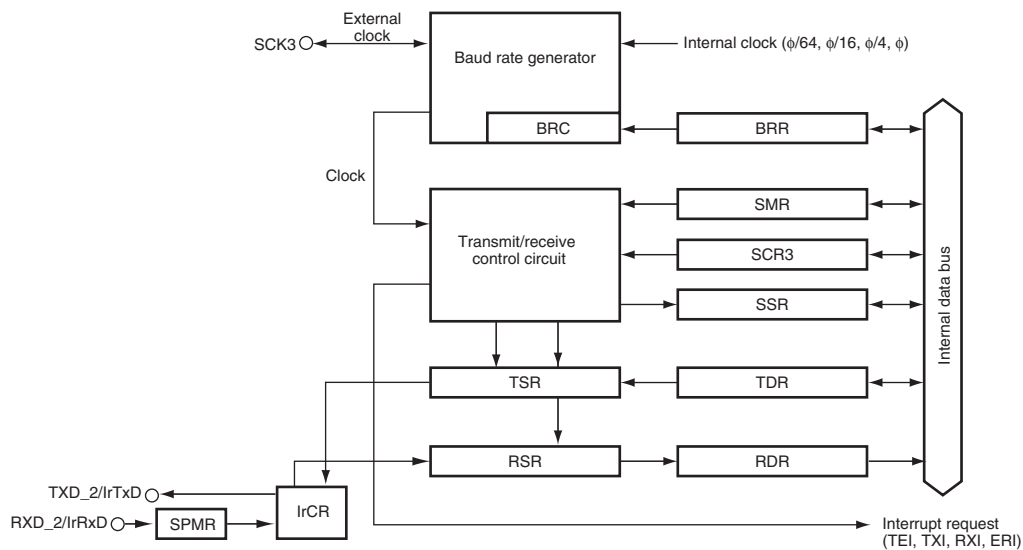 External
clock
SCK3
Baud rate generator
Internal clock (ϕ/64, ϕ/16, ϕ/4, ϕ)
BRC
BRR
Clock
SMR
Transmit/receive
control circuit
SCR3
SSR
Internal data bus
TSR
TDR
RSR
RDR
TXD_2/IrTxD
IrCR
RXD_2/IrRxD
SPMR
Interrupt request
(TEI, TXI, RXI, ERI)